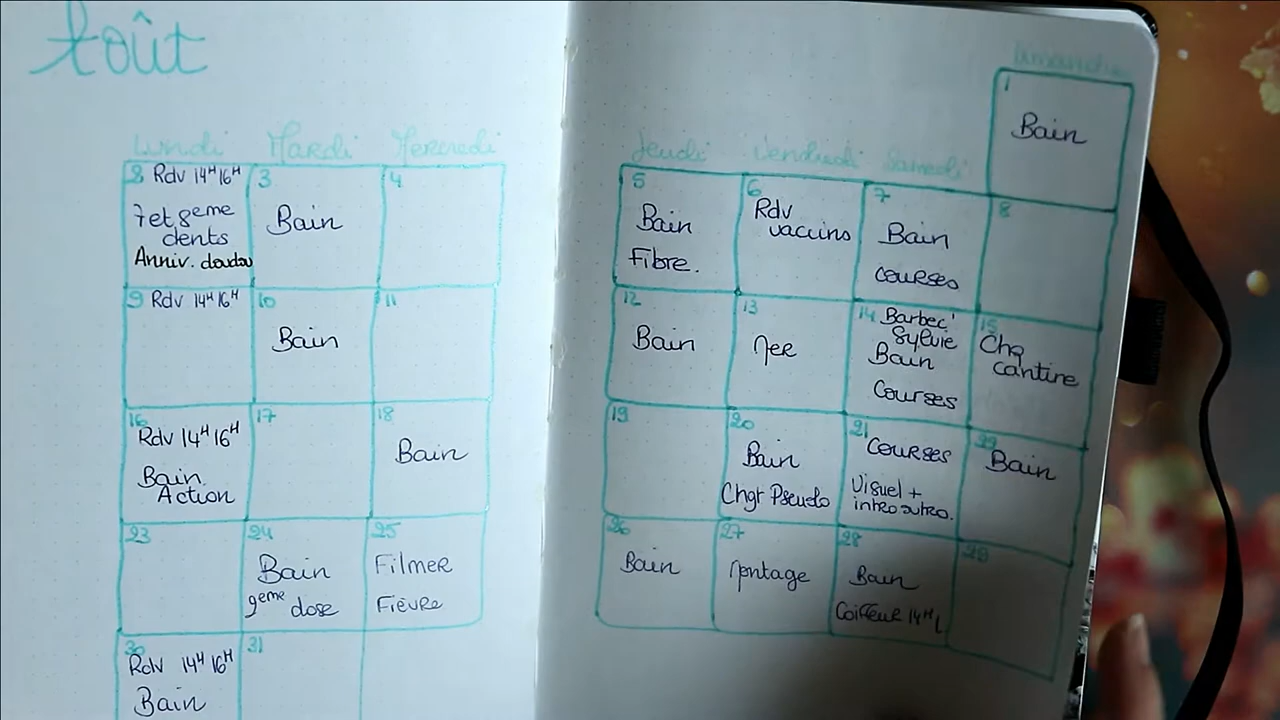 Août
Lundi Mardi Mercredi Jeudi Vendredi Samedi Dimanche
1
Bain
2 Rdv 14H 16H
7 et 8eme
dents
Anniv. doudou
3
Bain
4
5
Bain
Fibre.
6
Rdv
vaccins
7
Bain
courses
8
9 Rdv 14H 16H
10
Bain
11
12
Bain
13
Mer
14 Barbec'
Sylvie
Bain
Courses
15
Chq
cantine
16
Rdv 14H 16H
Bain
Action
17
18
Bain
19
20
Bain
Chgt Pseudo
21
Courses
Visuel +
intro outro.
22
Bain
23
24
Bain
9eme dose
25
Filmer
Fièvre
26
Bain
27
Montage
28
Bain
Coiffeur 14H
29
30
Rdv 14H 16H
Bain
31